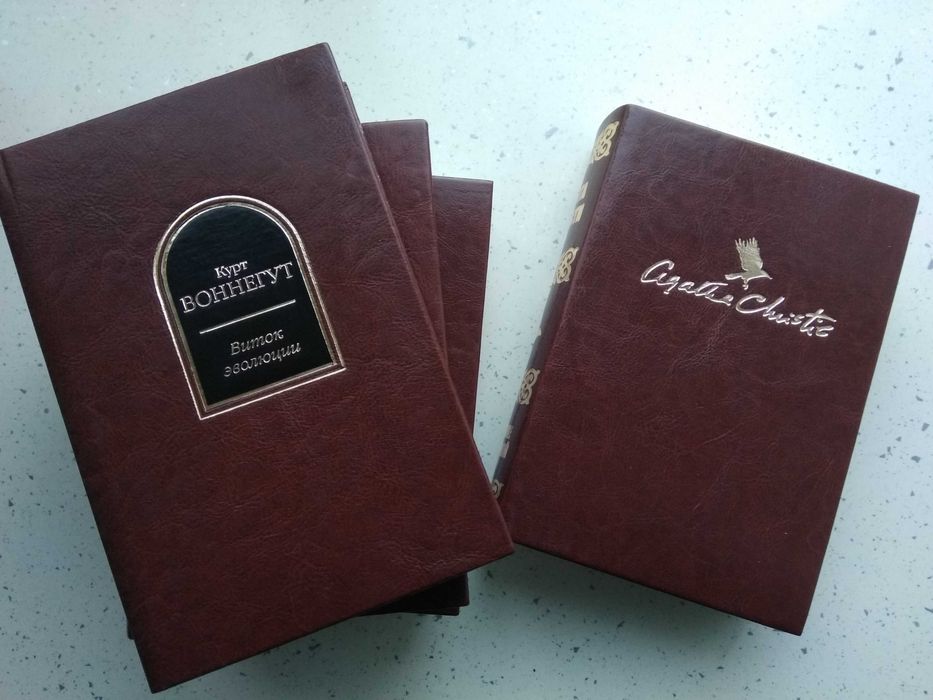 Курт
ВОННЕГУТ
Виток
эволюции
Agatha Christie